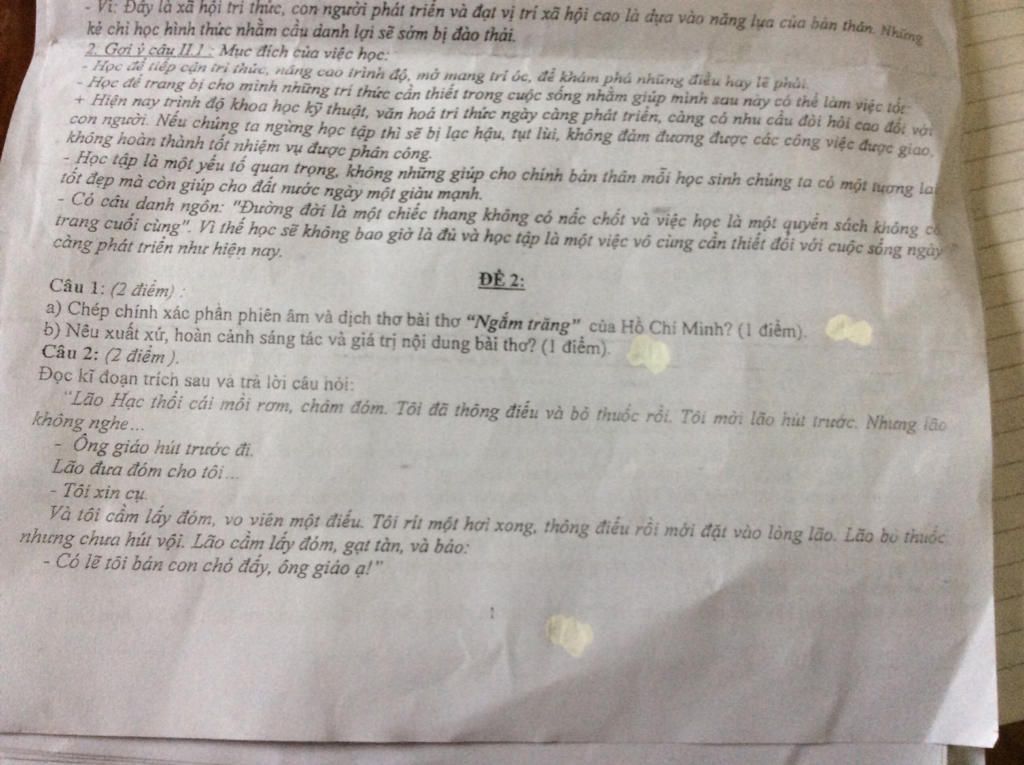 - Vì: Đây là xã hội tri thức, con người phát triển và đạt vị trí xã hội cao là dựa vào năng lựa của bản thân. Những
kẻ chỉ học hình thức nhằm cầu danh lợi sẽ sớm bị đào thải.
2. Gợi ý câu II.1 : Mục đích của việc học:
- Học để tiếp cận tri thức, nâng cao trình độ, mở mang trí óc, để khám phá những điều hay lẽ phải.
- Học để trang bị cho mình những tri thức cần thiết trong cuộc sống nhằm giúp mình sau này có thể làm việc tốt
+ Hiện nay trình độ khoa học kỹ thuật, văn hoá tri thức ngày càng phát triển, càng có nhu cầu đòi hỏi cao đối với
con người. Nếu chúng ta ngừng học tập thì sẽ bị lạc hậu, tụt lùi, không đảm đương được các công việc được giao,
không hoàn thành tốt nhiệm vụ được phân công.
- Học tập là một yếu tố quan trọng, không những giúp cho chính bản thân mỗi học sinh chúng ta có một tương lai
tốt đẹp mà còn giúp cho đất nước ngày một giàu mạnh.
- Có câu danh ngôn: "Đường đời là một chiếc thang không có nấc chót và việc học là một quyển sách không có
trang cuối cùng". Vì thế học sẽ không bao giờ là đủ và học tập là một việc vô cùng cần thiết đối với cuộc sống ngày
càng phát triển như hiện nay.
ĐỀ 2:
Câu 1: (2 điểm) :
a) Chép chính xác phần phiên âm và dịch thơ bài thơ “Ngắm trăng” của Hồ Chí Minh? (1 điểm).
b) Nêu xuất xứ, hoàn cảnh sáng tác và giá trị nội dung bài thơ? (1 điểm).
Câu 2: (2 điểm ).
Đọc kĩ đoạn trích sau và trả lời câu hỏi:
"Lão Hạc thổi cái mồi rơm, châm đóm. Tôi đã thông điếu và bỏ thuốc rồi. Tôi mời lão hút trước. Nhưng lão
không nghe...
- Ông giáo hút trước đi.
Lão đưa đóm cho tôi...
- Tôi xin cụ.
Và tôi cầm lấy đóm, vo viên một điếu. Tôi rít một hơi xong, thông điếu rồi mới đặt vào lòng lão. Lão bỏ thuốc,
nhưng chưa hút vội. Lão cầm lấy đóm, gạt tàn, và bảo:
- Có lẽ tôi bán con chó đấy, ông giáo ạ!”
1